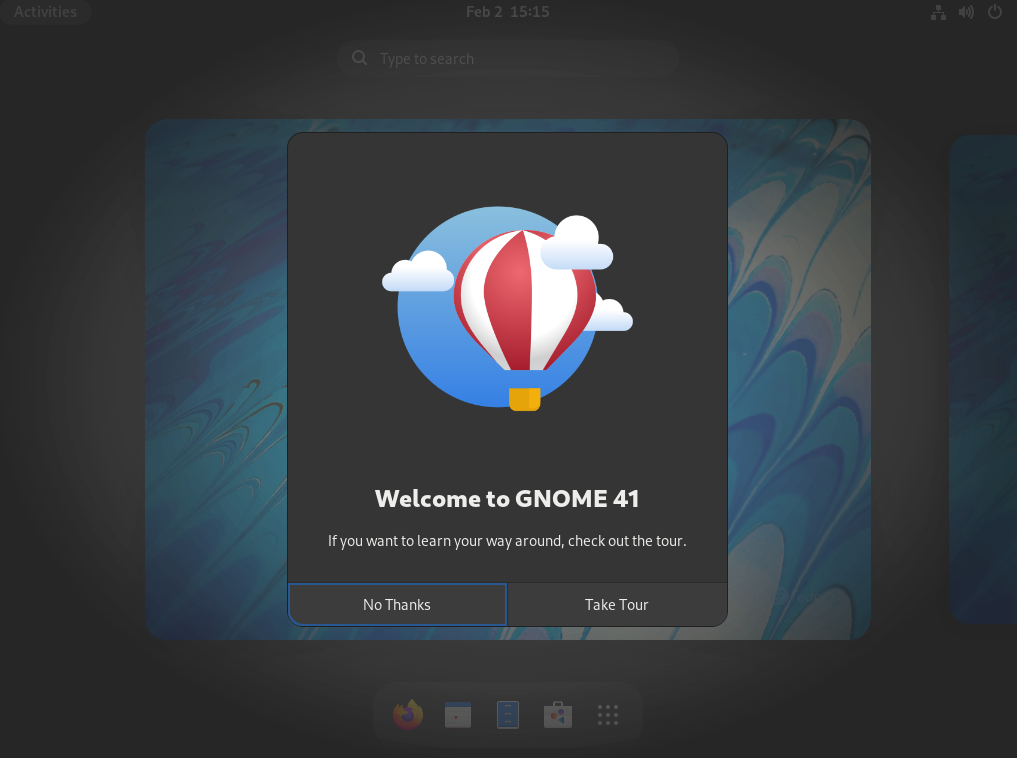 Activities
Feb 2 15:15
Type to search
Welcome to GNOME 41
If you want to learn your way around, check out the tour.
No Thanks
Take Tour